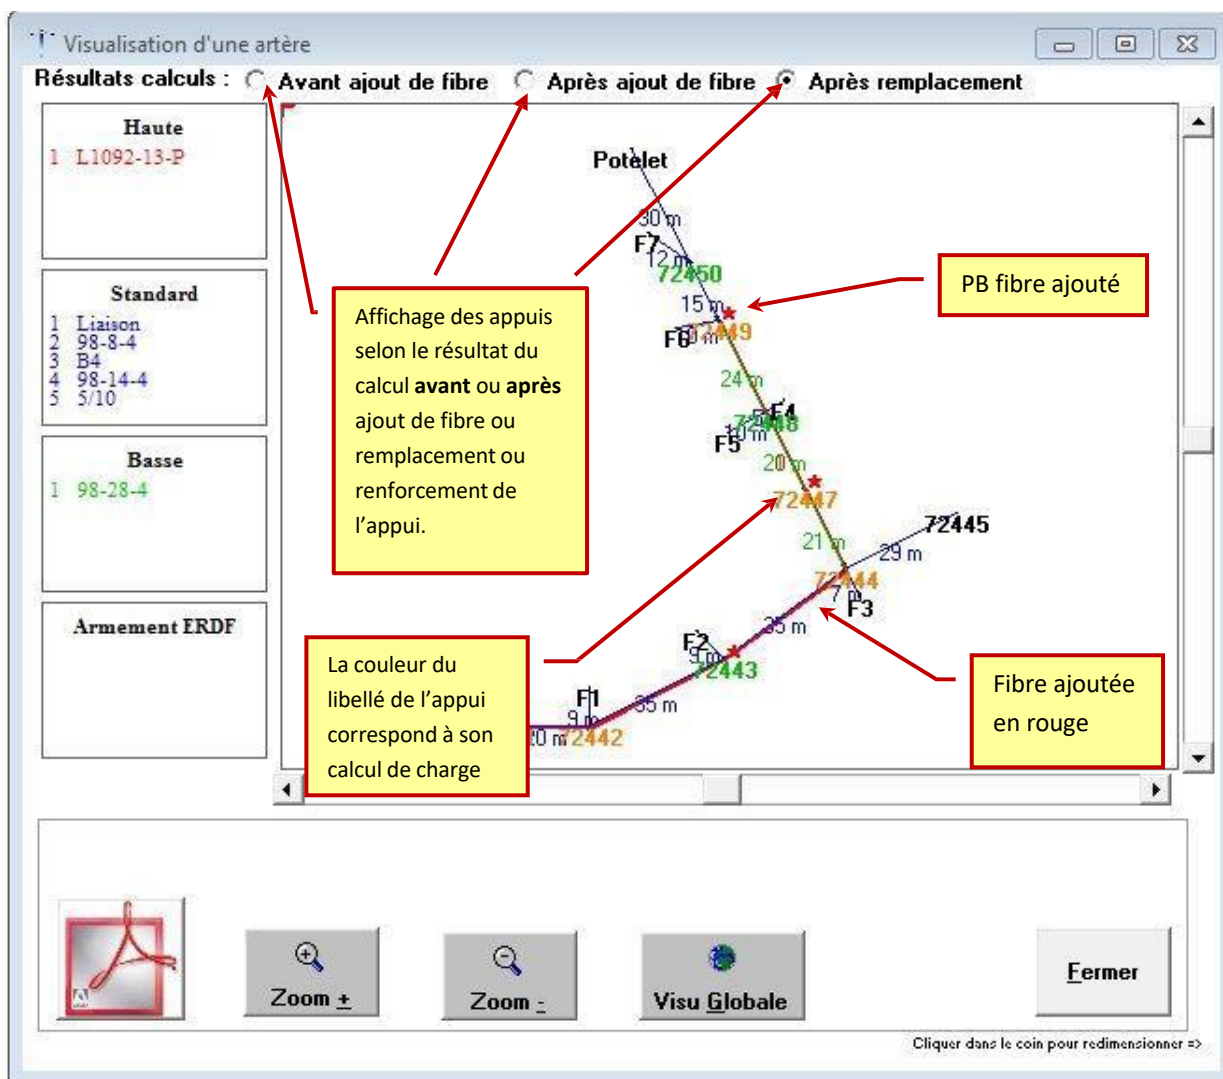 Visualisation d'une artère
Résultats calculs : Avant ajout de fibre Après ajout de fibre Après remplacement
Haute
1 L1092-13-P
Standard
1 Liaison
2 98-8-4
3 B4
4 98-14-4
5 5/10
Basse
1 98-28-4
Armement ERDF
Potelet
30 m
F7
12 m
72450
15 m
F6
72449
24 m
F4
72448
F5
10 m
20 m
72447
21 m
72445
29 m
72444
7 m
F3
35 m
F2
9 m
72443
35 m
F1
9 m
20 m
72442
Affichage des appuis
selon le résultat du
calcul avant ou après
ajout de fibre ou
remplacement ou
renforcement de
l’appui.
PB fibre ajouté
La couleur du
libellé de l’appui
correspond à son
calcul de charge
Fibre ajoutée
en rouge
Zoom +
Zoom -
Visu Globale
Fermer
Cliquer dans le coin pour redimensionner =>